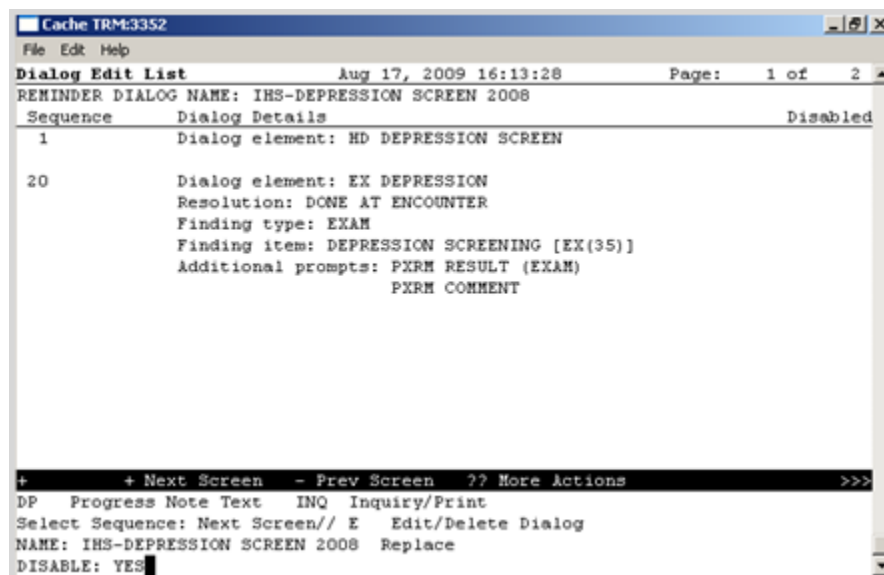 Cache TRM:3352
File Edit Help
Dialog Edit List Aug 17, 2009 16:13:28 Page: 1 of 2
REMINDER DIALOG NAME: IHS-DEPRESSION SCREEN 2008
Sequence Dialog Details Disabled
1 Dialog element: HD DEPRESSION SCREEN
20 Dialog element: EX DEPRESSION
Resolution: DONE AT ENCOUNTER
Finding type: EXAM
Finding item: DEPRESSION SCREENING [EX(35)]
Additional prompts: PXRM RESULT (EXAM)
PXRM COMMENT
+ + Next Screen - Prev Screen ?? More Actions >>>
DP Progress Note Text INQ Inquiry/Print
Select Sequence: Next Screen// E Edit/Delete Dialog
NAME: IHS-DEPRESSION SCREEN 2008 Replace
DISABLE: YES